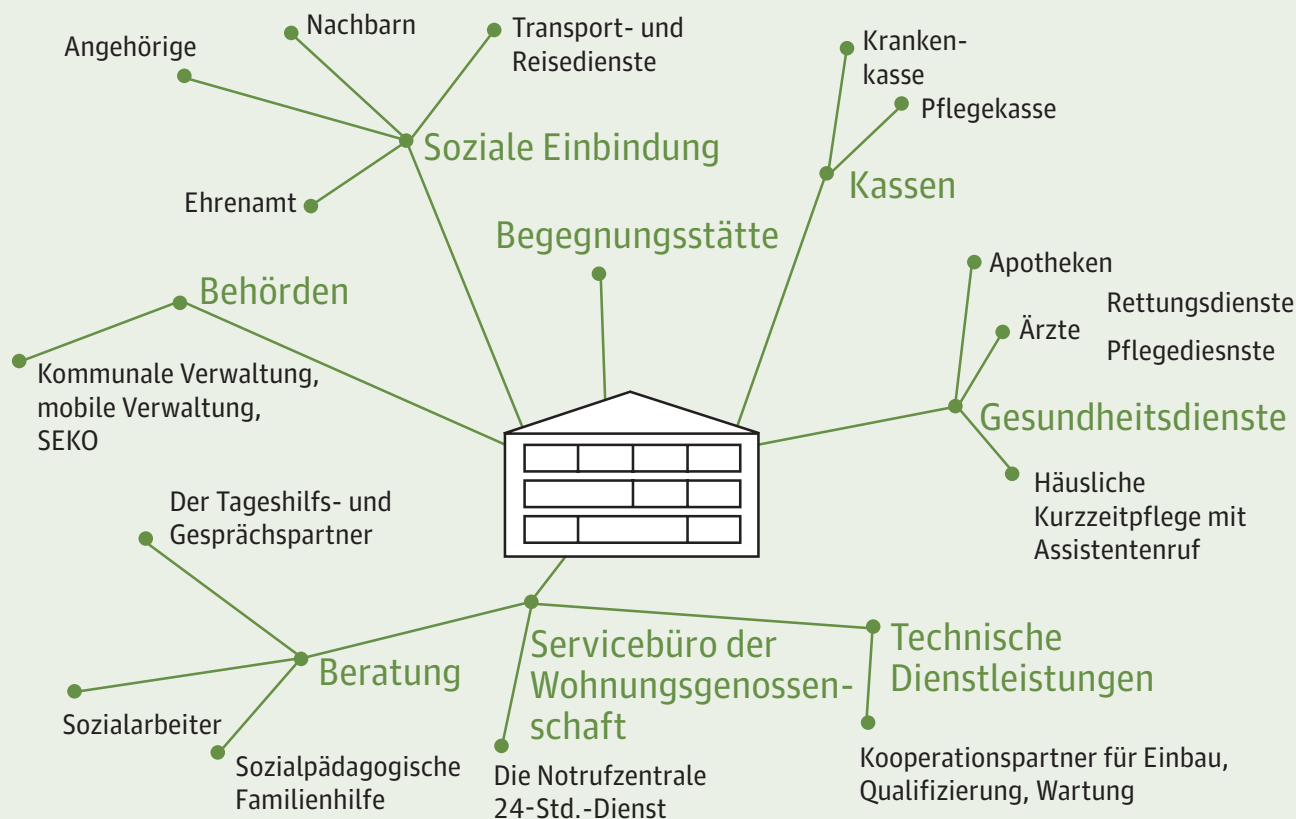 Nachbarn
Angehörige
Transport- und
Reisedienste
Soziale Einbindung
Ehrenamt
Kranken-
kasse
Pflegekasse
Kassen
Begegnungsstätte
Behörden
Kommunale Verwaltung,
mobile Verwaltung,
SEKO
Apotheken
Rettungsdienste
Ärzte
Pflegediesnste
Gesundheitsdienste
Häusliche
Kurzzeitpflege mit
Assistentenruf
Der Tageshilfs- und
Gesprächspartner
Beratung
Sozialarbeiter
Sozialpädagogische
Familienhilfe
Servicebüro der
Wohnungsgenossen-
schaft
Die Notrufzentrale
24-Std.-Dienst
Technische
Dienstleistungen
Kooperationspartner für Einbau,
Qualifizierung, Wartung